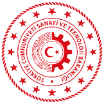 TÜRKİYE CUMHURİYETİ SANAYİ VE TEKNOLOJİ BAKANLIĞI